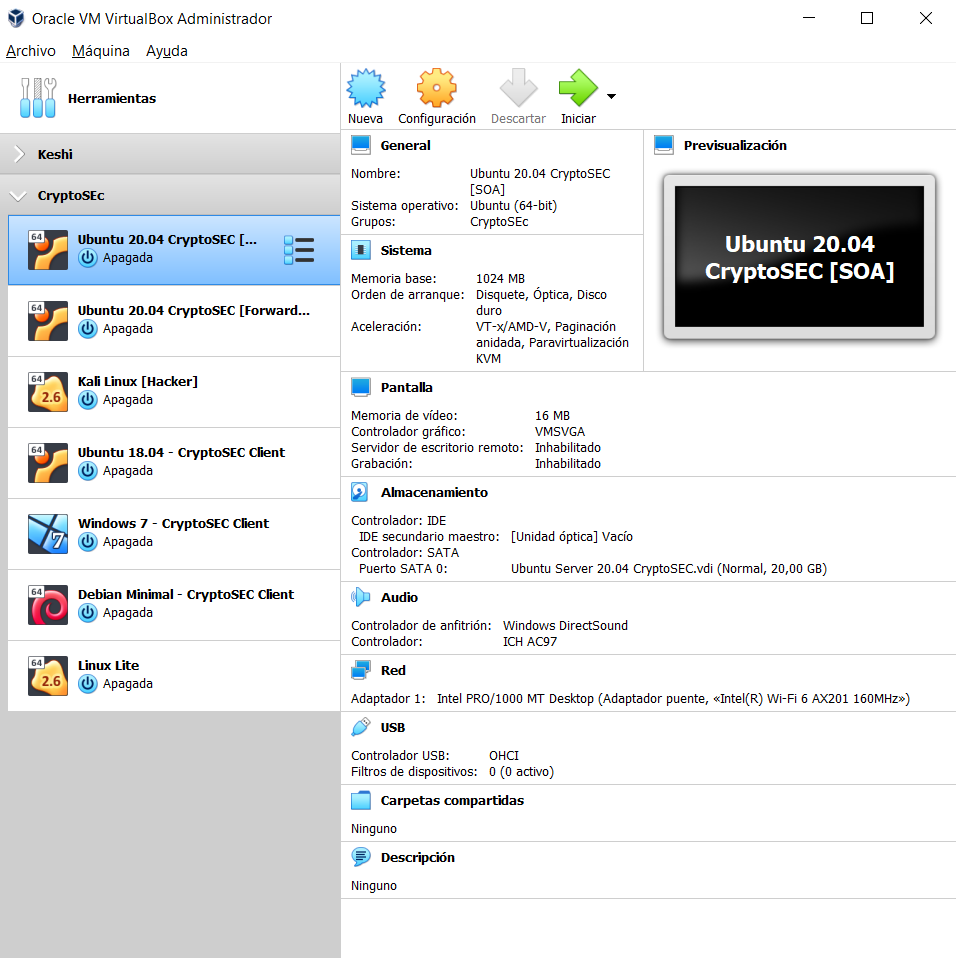 Oracle VM VirtualBox Administrador
Archivo Máquina Ayuda
Herramientas
Keshi
CryptoSEc
64
Ubuntu 20.04 CryptoSEC [...
Apagada
64
Ubuntu 20.04 CryptoSEC [Forward...
Apagada
64
2.6
Kali Linux [Hacker]
Apagada
64
Ubuntu 18.04 - CryptoSEC Client
Apagada
7
Windows 7 - CryptoSEC Client
Apagada
64
Debian Minimal - CryptoSEC Client
Apagada
64
2.6
Linux Lite
Apagada
Nueva Configuración Descartar Iniciar
General
Nombre: Ubuntu 20.04 CryptoSEC
[SOA]
Sistema operativo: Ubuntu (64-bit)
Grupos: CryptoSEc
Previsualización
Ubuntu 20.04
CryptoSEC [SOA]
Sistema
Memoria base: 1024 MB
Orden de arranque: Disquete, Óptica, Disco
duro
Aceleración: VT-x/AMD-V, Paginación
anidada, Paravirtualización
KVM
Pantalla
Memoria de vídeo: 16 MB
Controlador gráfico: VMSVGA
Servidor de escritorio remoto: Inhabilitado
Grabación: Inhabilitado
Almacenamiento
Controlador: IDE
IDE secundario maestro: [Unidad óptica] Vacío
Controlador: SATA
Puerto SATA 0: Ubuntu Server 20.04 CryptoSEC.vdi (Normal, 20,00 GB)
Audio
Controlador de anfitrión: Windows DirectSound
Controlador: ICH AC97
Red
Adaptador 1: Intel PRO/1000 MT Desktop (Adaptador puente, «Intel(R) Wi-Fi 6 AX201 160MHz»)
USB
Controlador USB: OHCI
Filtros de dispositivos: 0 (0 activo)
Carpetas compartidas
Ninguno
Descripción
Ninguno